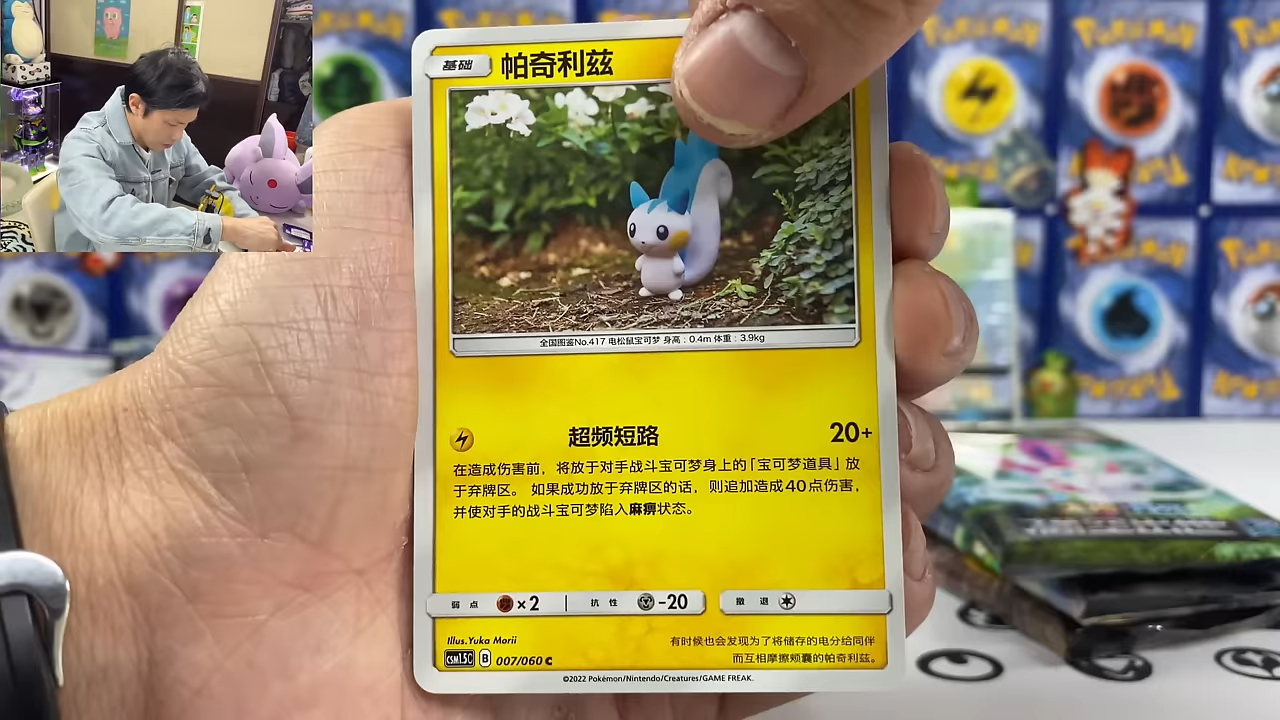 基础
帕奇利兹
全国图鉴No.417 电松鼠宝可梦 身高：0.4m 体重：3.9kg
超频短路 20+
在造成伤害前，将放于对手战斗宝可梦身上的「宝可梦道具」放
于弃牌区。 如果成功放于弃牌区的话，则追加造成40点伤害，
并使对手的战斗宝可梦陷入麻痹状态。
弱点 ×2 抗性 -20 撤退
Illus.Yuka Morii
有时候也会发现为了将储存的电分给同伴
CSM1.5C B 007/060 C
而互相摩擦颊囊的帕奇利兹。
©2022 Pokémon/Nintendo/Creatures/GAME FREAK.
Pokémon
Pokémon